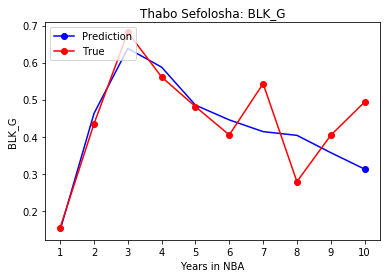 Thabo Sefolosha: BLK_G
Prediction
True
BLK_G
0.7
0.6
0.5
0.4
0.3
0.2
1 2 3 4 5 6 7 8 9 10
Years in NBA